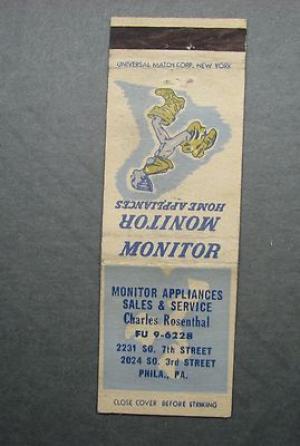 UNIVERSAL MATCH CORP., NEW YORK
HOME APPLIANCES
MONITOR
MONITOR
MONITOR APPLIANCES
SALES & SERVICE
Charles Rosenthal
FU 9-6228
2231 SO. 7th STREET
2024 SO. 3rd STREET
PHILA., PA.
CLOSE COVER BEFORE STRIKING